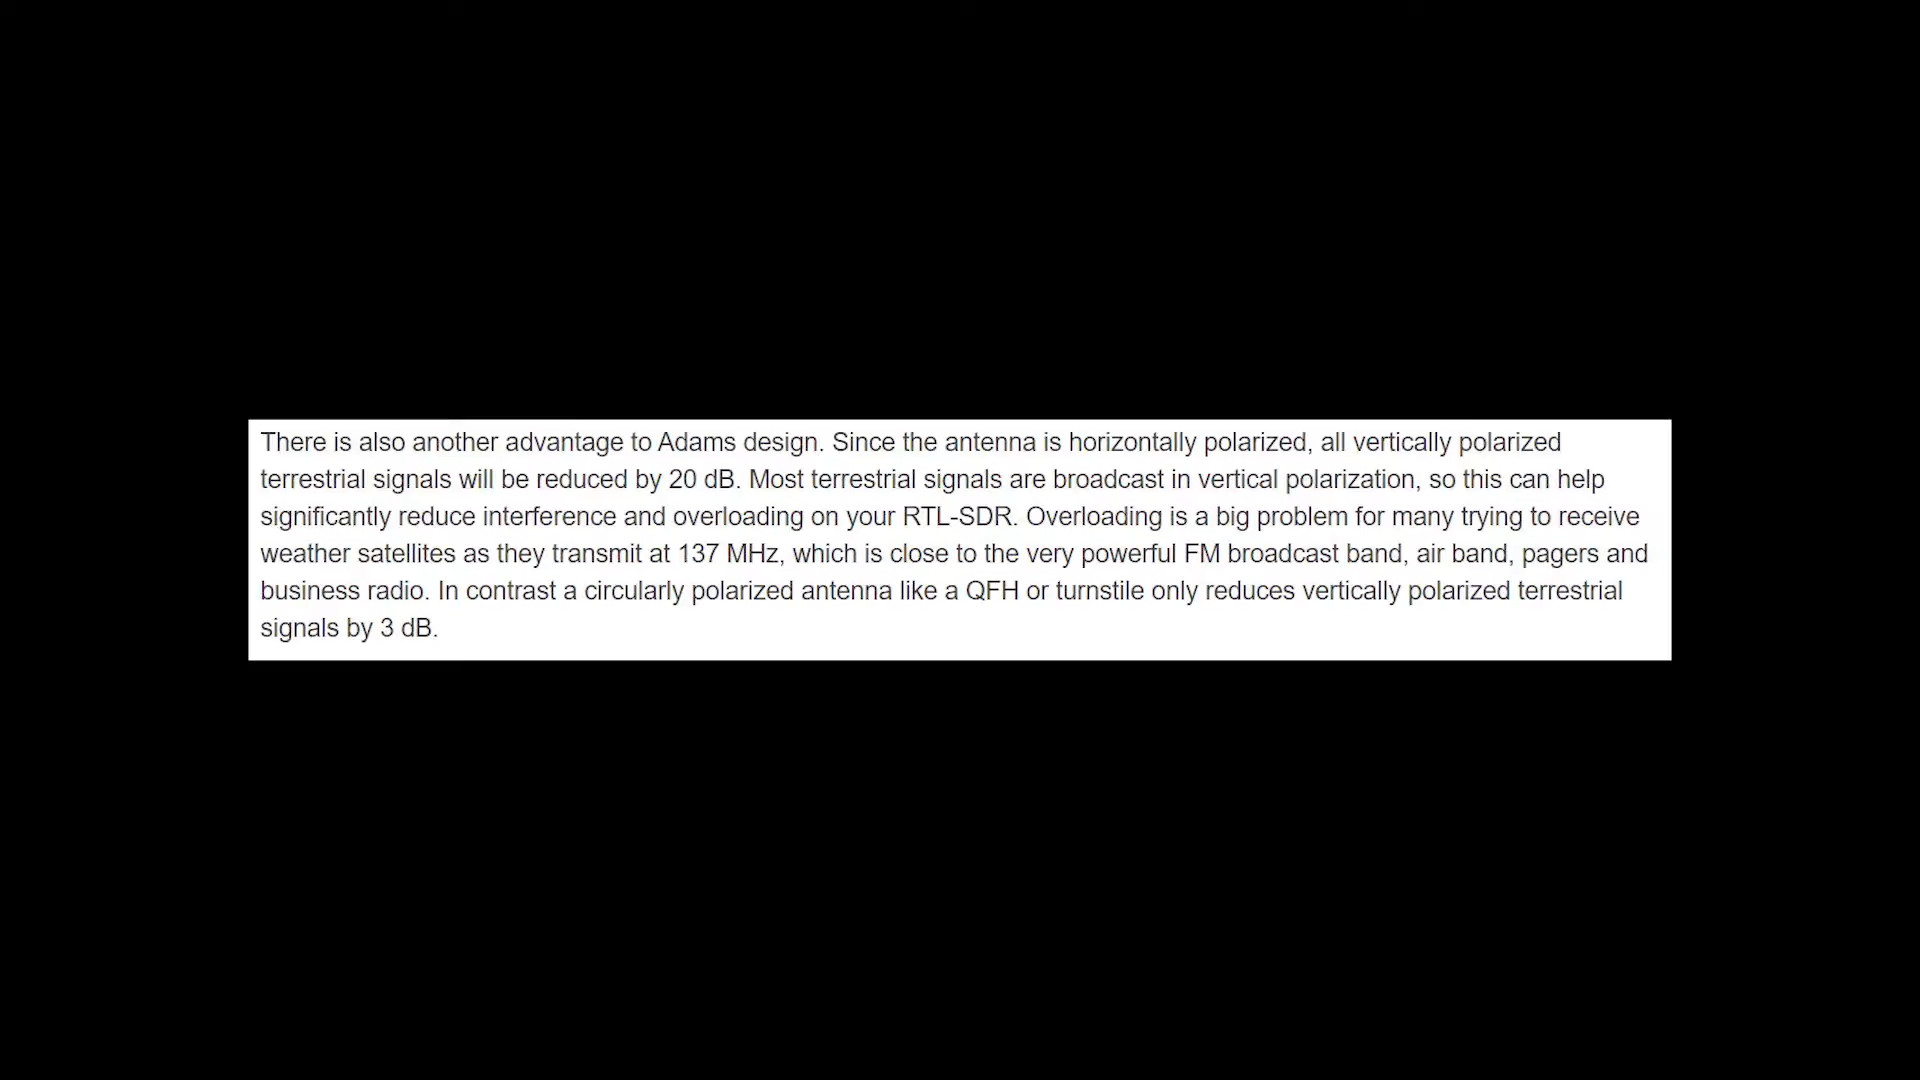 There is also another advantage to Adams design. Since the antenna is horizontally polarized, all vertically polarized
terrestrial signals will be reduced by 20 dB. Most terrestrial signals are broadcast in vertical polarization, so this can help
significantly reduce interference and overloading on your RTL-SDR. Overloading is a big problem for many trying to receive
weather satellites as they transmit at 137 MHz, which is close to the very powerful FM broadcast band, air band, pagers and
business radio. In contrast a circularly polarized antenna like a QFH or turnstile only reduces vertically polarized terrestrial
signals by 3 dB.